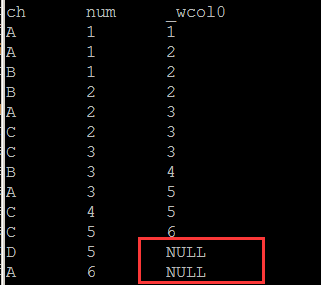 ch num _wcol0
A 1 1
A 1 2
B 1 2
B 2 2
A 2 3
C 2 3
C 3 3
B 3 4
A 3 5
C 4 5
C 5 6
D 5 NULL
A 6 NULL